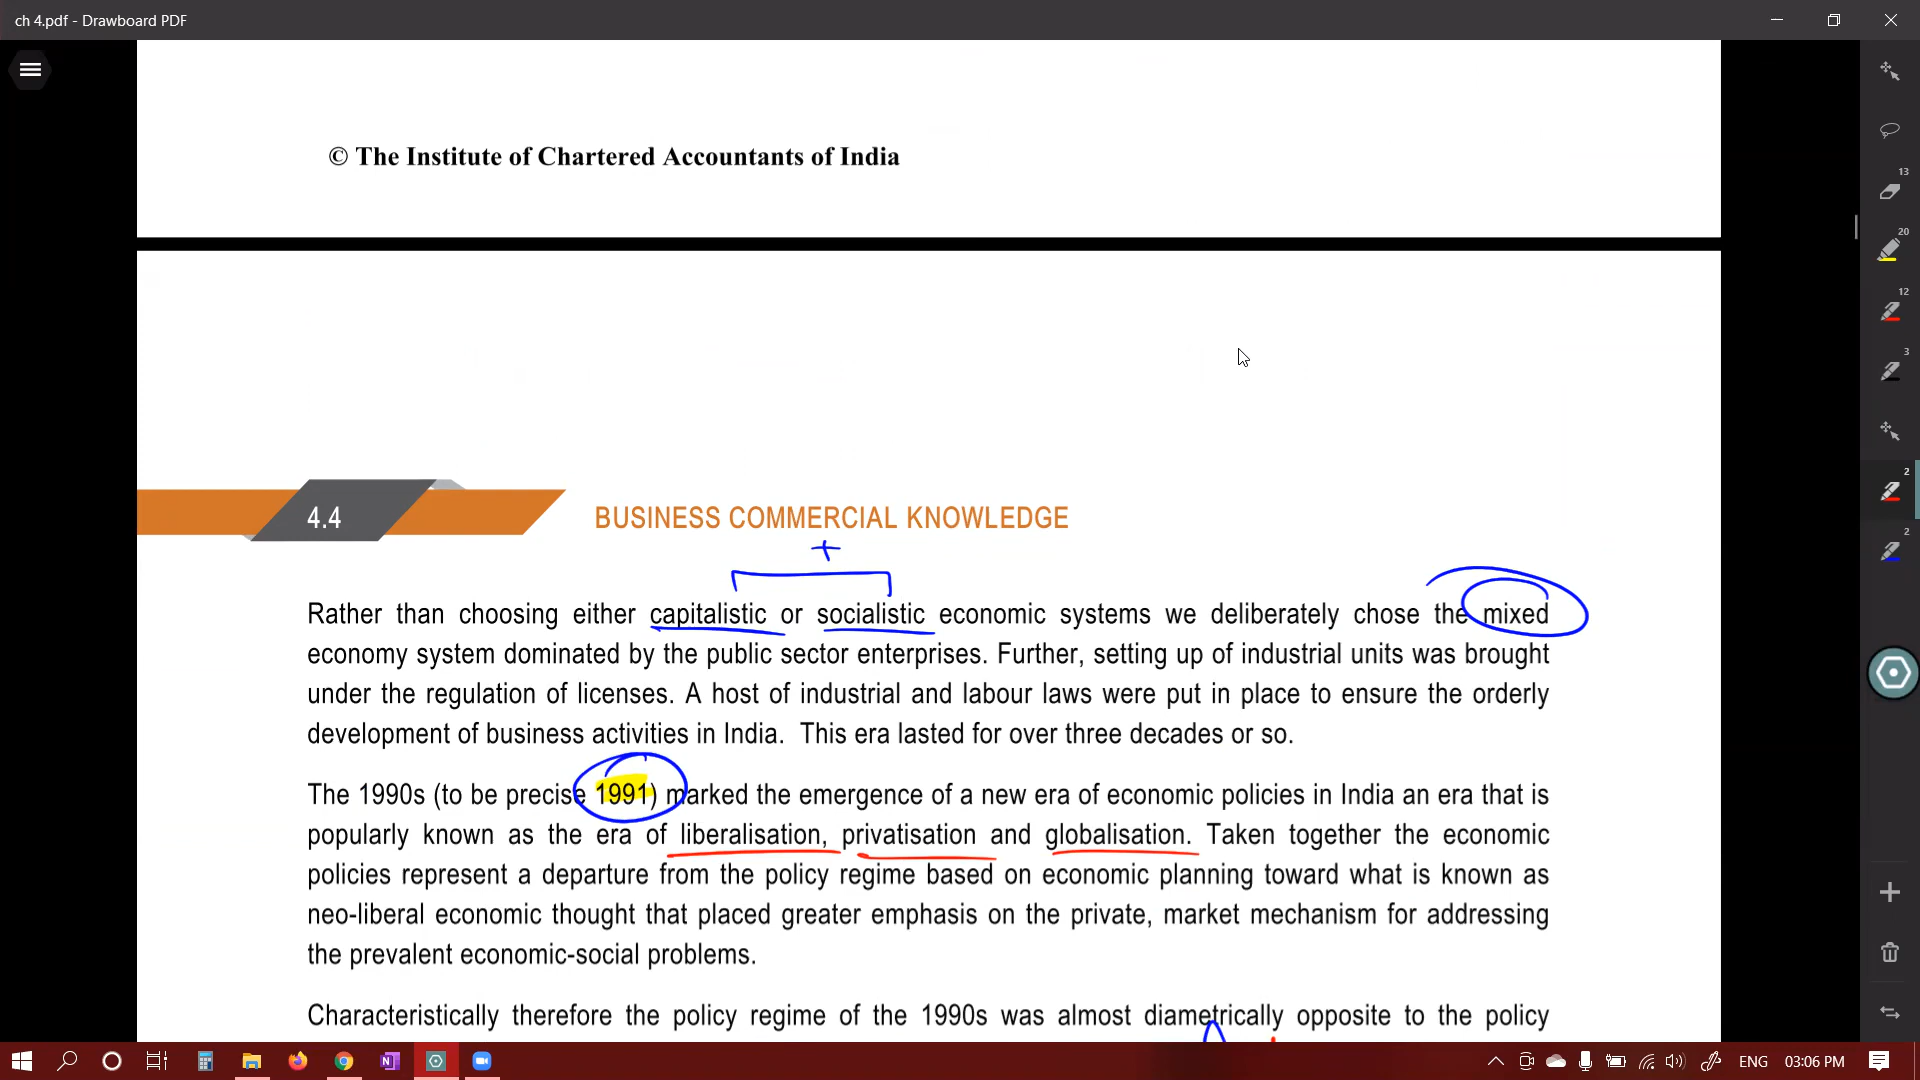 ch 4.pdf - Drawboard PDF
© The Institute of Chartered Accountants of India
13
20
12
3
2
2
4.4
BUSINESS COMMERCIAL KNOWLEDGE
+
Rather than choosing either capitalistic or socialistic economic systems we deliberately chose the mixed
economy system dominated by the public sector enterprises. Further, setting up of industrial units was brought
under the regulation of licenses. A host of industrial and labour laws were put in place to ensure the orderly
development of business activities in India. This era lasted for over three decades or so.
The 1990s (to be precise 1991) marked the emergence of a new era of economic policies in India an era that is
popularly known as the era of liberalisation, privatisation and globalisation. Taken together the economic
policies represent a departure from the policy regime based on economic planning toward what is known as
neo-liberal economic thought that placed greater emphasis on the private, market mechanism for addressing
the prevalent economic-social problems.
Characteristically therefore the policy regime of the 1990s was almost diametrically opposite to the policy
ENG
03:06 PM